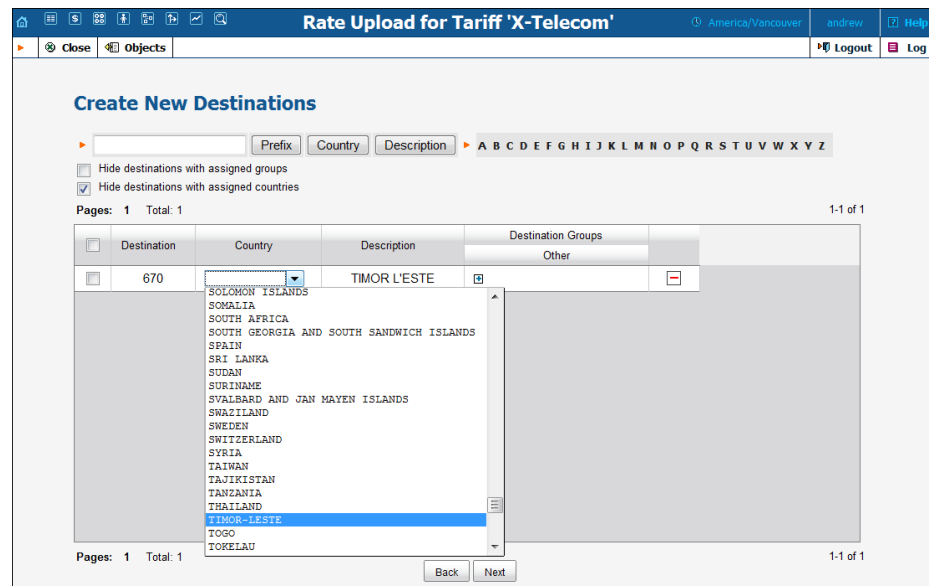 Rate Upload for Tariff 'X-Telecom' America/Vancouver andrew ? Help
Close Objects Logout Log
Create New Destinations
Prefix Country Description A B C D E F G H I J K L M N O P Q R S T U V W X Y Z
Hide destinations with assigned groups
Hide destinations with assigned countries
Pages: 1 Total: 1 1-1 of 1
Destination Country Description Destination Groups
Other
670 TIMOR L'ESTE
SOLOMON ISLANDS
SOMALIA
SOUTH AFRICA
SOUTH GEORGIA AND SOUTH SANDWICH ISLANDS
SPAIN
SRI LANKA
SUDAN
SURINAME
SVALBARD AND JAN MAYEN ISLANDS
SWAZILAND
SWEDEN
SWITZERLAND
SYRIA
TAIWAN
TAJIKISTAN
TANZANIA
THAILAND
TIMOR-LESTE
TOGO
TOKELAU
Pages: 1 Total: 1 1-1 of 1
Back Next